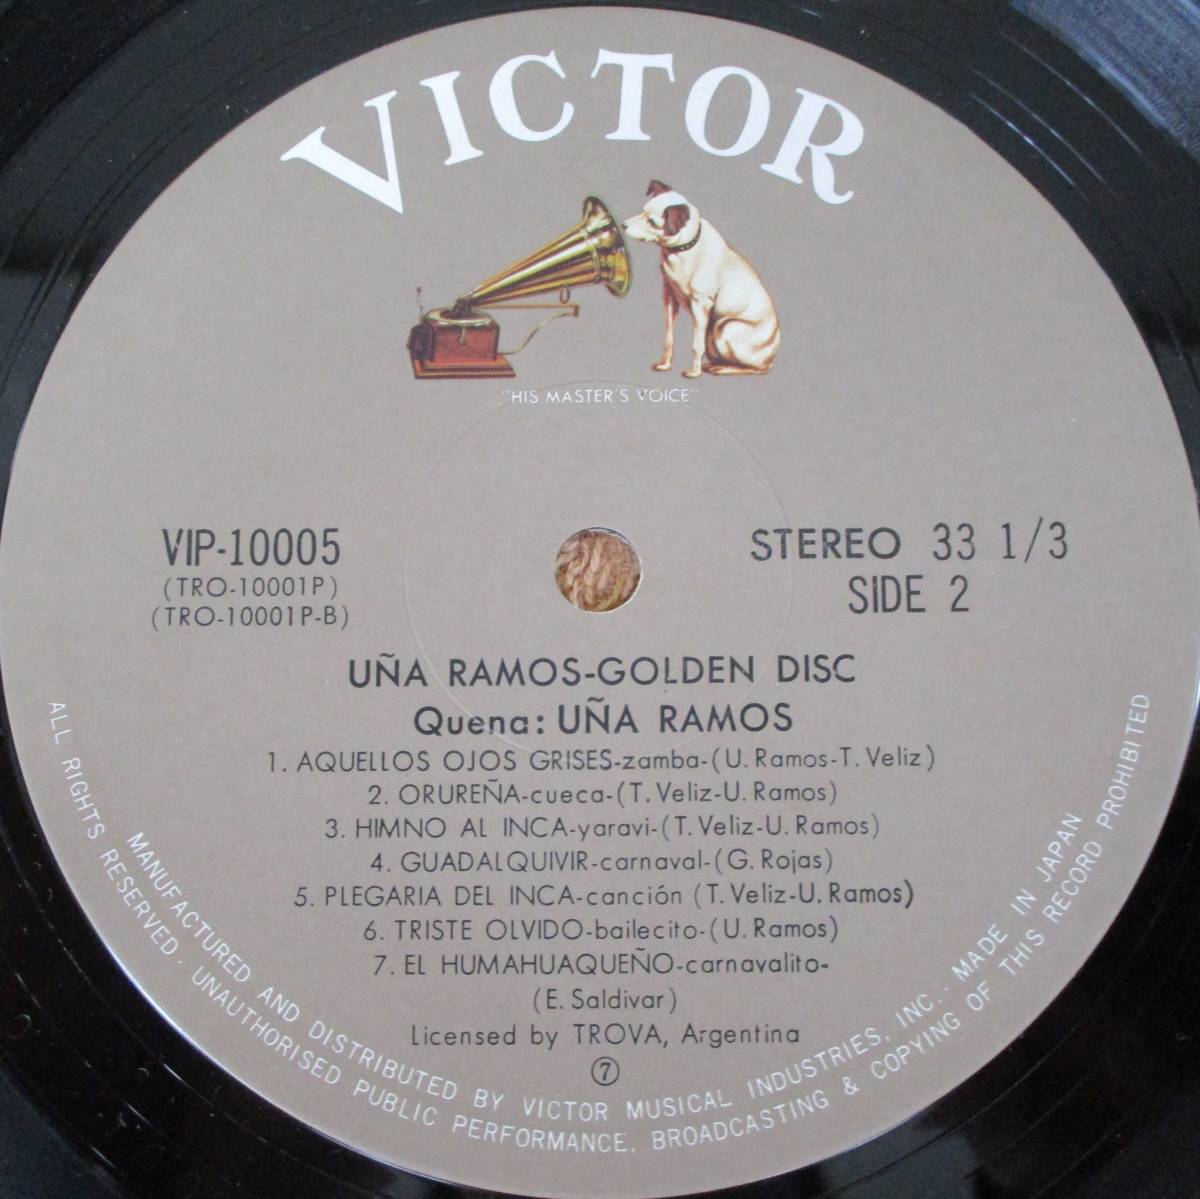 VICTOR
"HIS MASTER'S VOICE"
VIP-10005
(TRO-10001P)
(TRO-10001P-B)
STEREO 33 1/3
SIDE 2
UÑA RAMOS-GOLDEN DISC
Quena: UÑA RAMOS
1. AQUELLOS OJOS GRISES-zamba-(U. Ramos-T. Veliz)
2. ORUREÑA-cueca-(T. Veliz-U. Ramos)
3. HIMNO AL INCA-yaravi-(T. Veliz-U. Ramos)
4. GUADALQUIVIR-carnaval-(G. Rojas)
5. PLEGARIA DEL INCA-canción (T. Veliz-U. Ramos)
6. TRISTE OLVIDO-bailecito-(U. Ramos)
7. EL HUMAHUAQUEÑO-carnavalito-
(E. Saldivar)
Licensed by TROVA, Argentina
⑦
MANUFACTURED AND DISTRIBUTED BY VICTOR MUSICAL INDUSTRIES, INC. · MADE IN JAPAN
ALL RIGHTS RESERVED · UNAUTHORISED PUBLIC PERFORMANCE, BROADCASTING & COPYING OF THIS RECORD PROHIBITED